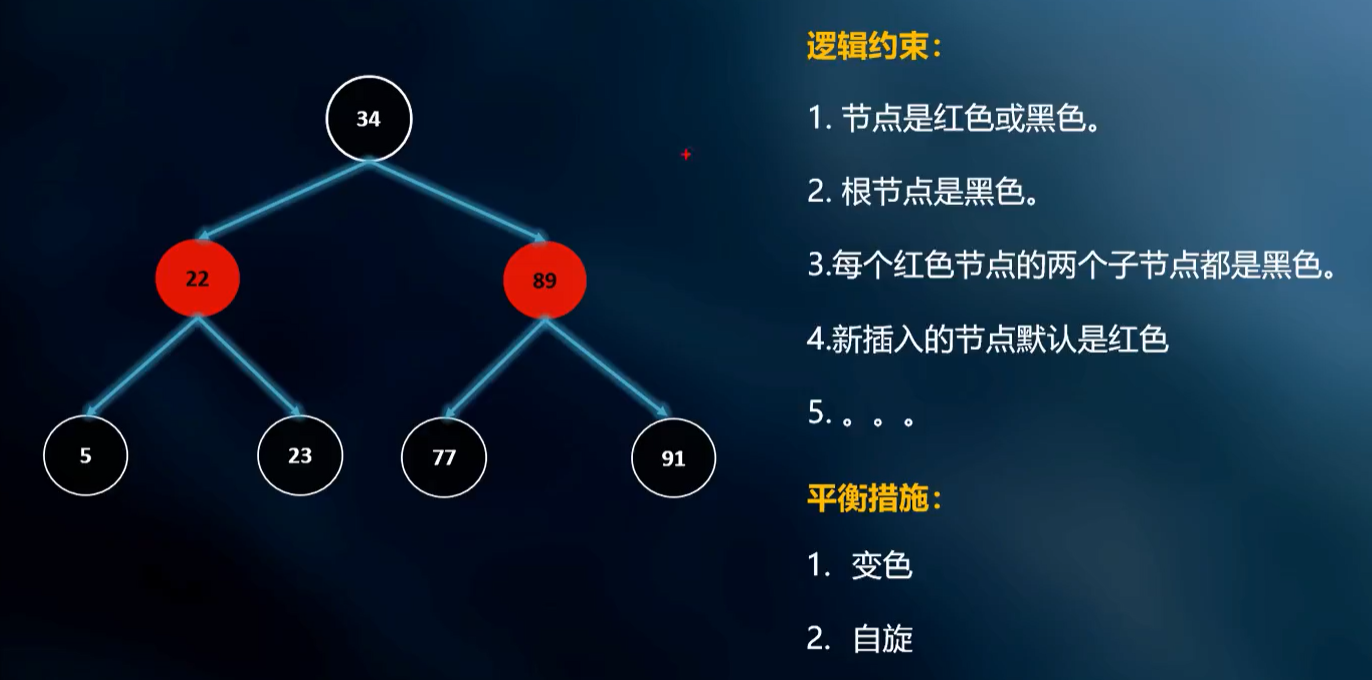 34
22
89
5
23
77
91
逻辑约束：
1. 节点是红色或黑色。
2. 根节点是黑色。
3.每个红色节点的两个子节点都是黑色。
4.新插入的节点默认是红色
5. 。。。
平衡措施：
1. 变色
2. 自旋